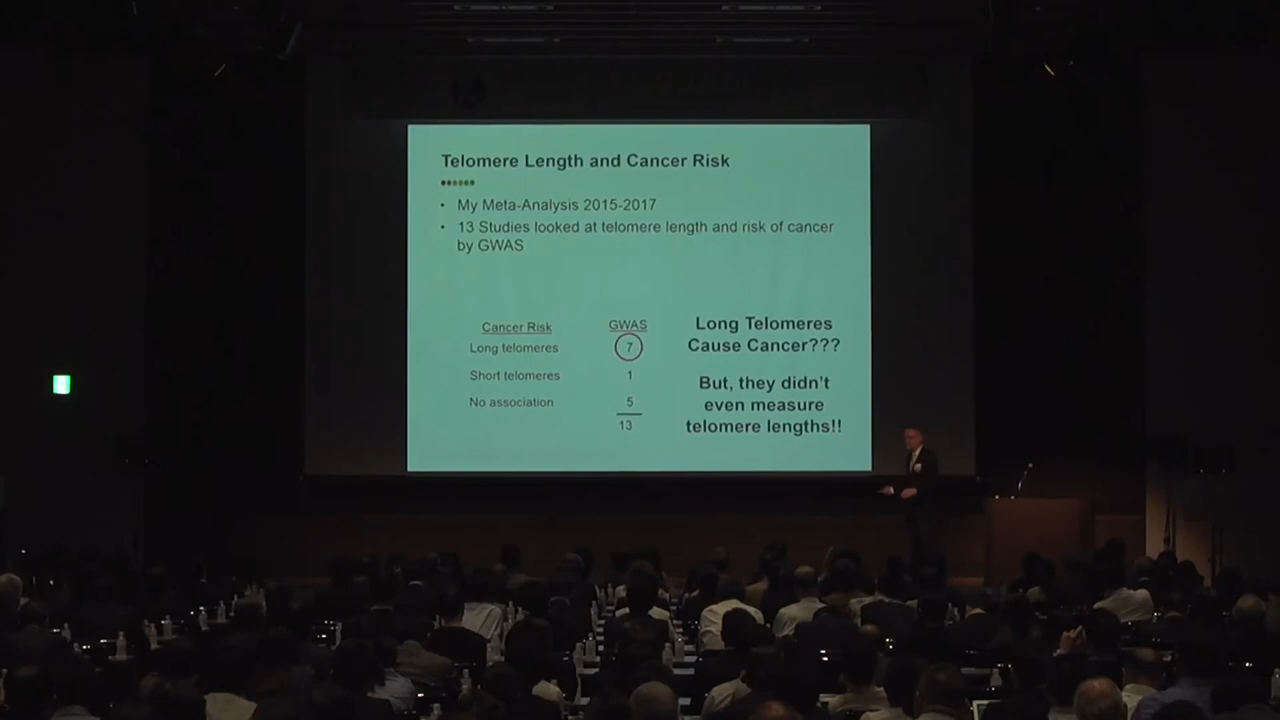 Telomere Length and Cancer Risk
• My Meta-Analysis 2015-2017
• 13 Studies looked at telomere length and risk of cancer
by GWAS
Cancer Risk GWAS
Long telomeres 7
Short telomeres 1
No association 5
13
Long Telomeres
Cause Cancer???
But, they didn't
even measure
telomere lengths!!